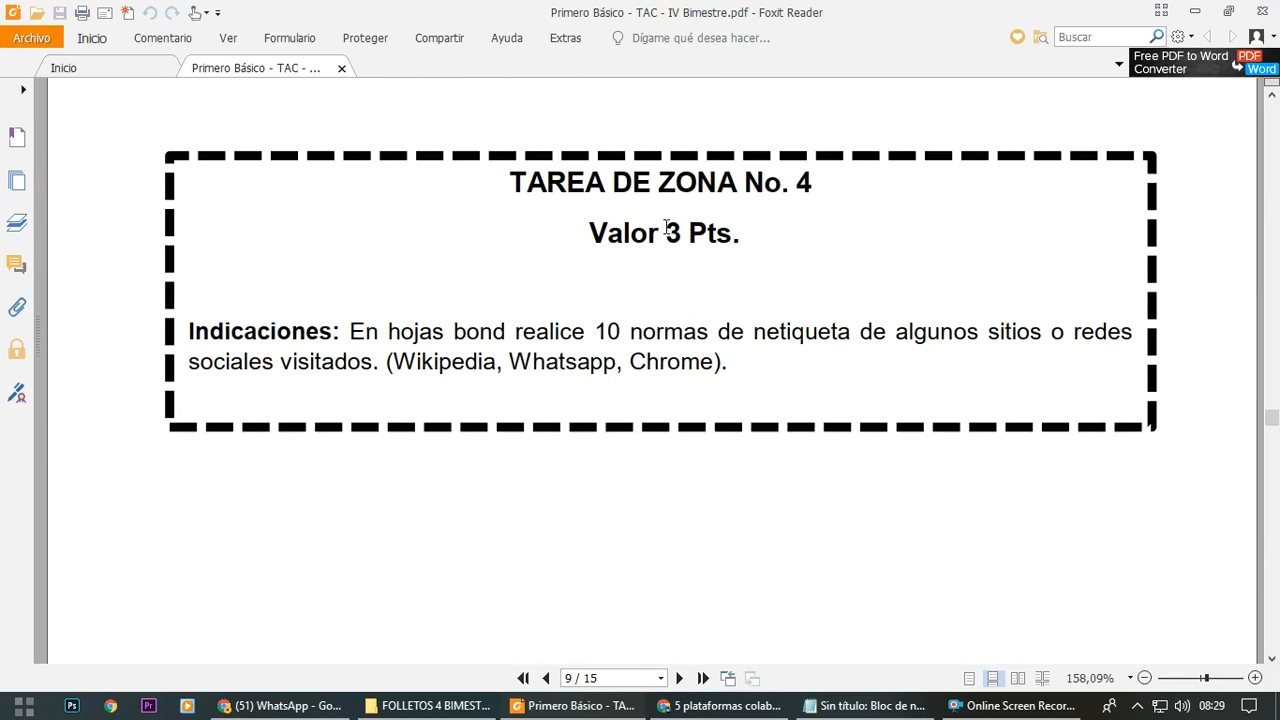 Primero Básico - TAC - IV Bimestre.pdf - Foxit Reader
Archivo Inicio Comentario Ver Formulario Proteger Compartir Ayuda Extras Dígame qué desea hacer... Buscar
Inicio Primero Básico - TAC - ...
Free PDF to Word PDF
Converter Word
TAREA DE ZONA No. 4
Valor 3 Pts.
Indicaciones: En hojas bond realice 10 normas de netiqueta de algunos sitios o redes
sociales visitados. (Wikipedia, Whatsapp, Chrome).
9 / 15 158,09%
Ps Pr (51) WhatsApp - Go... FOLLETOS 4 BIMEST... Primero Básico - TA... 5 plataformas colab... Sin título: Bloc de n... Online Screen Recor... 08:29